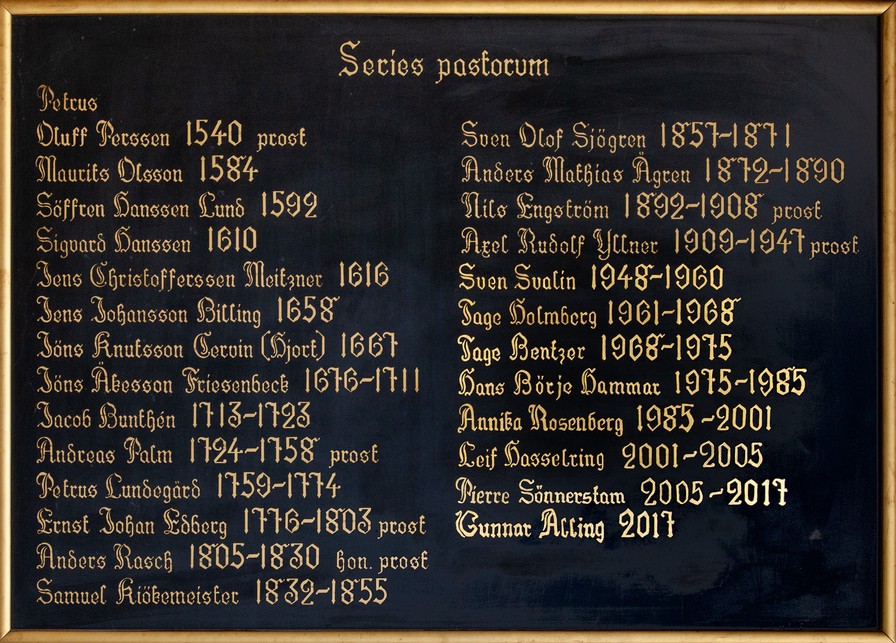 Series pastorum
Petrus
Oluff Perssen 1540 prost
Maurits Olsson 1584
Söffren Hanssen Lund 1592
Sigvard Hanssen 1610
Jens Christofferssen Meitzner 1616
Jens Johansson Billing 1658
Jöns Knutsson Cervin (Hjort) 1667
Jöns Åkesson Friesenbeck 1676-1711
Jacob Bunthén 1713-1723
Andreas Palm 1724-1758 prost
Petrus Lundegård 1759-1774
Ernst Johan Edberg 1776-1803 prost
Anders Rasch 1805-1830 hon. prost
Samuel Kiökemeister 1832-1855
Sven Olof Sjögren 1857-1871
Anders Mathias Ågren 1872-1890
Nils Engström 1892-1908 prost
Axel Rudolf Yllner 1909-1947 prost
Sven Svalin 1948-1960
Tage Holmberg 1961-1968
Tage Bentzer 1968-1975
Hans Börje Hammar 1975-1985
Annika Rosenberg 1985-2001
Leif Hasselring 2001-2005
Pierre Sönnerstam 2005-2017
Gunnar Alling 2017